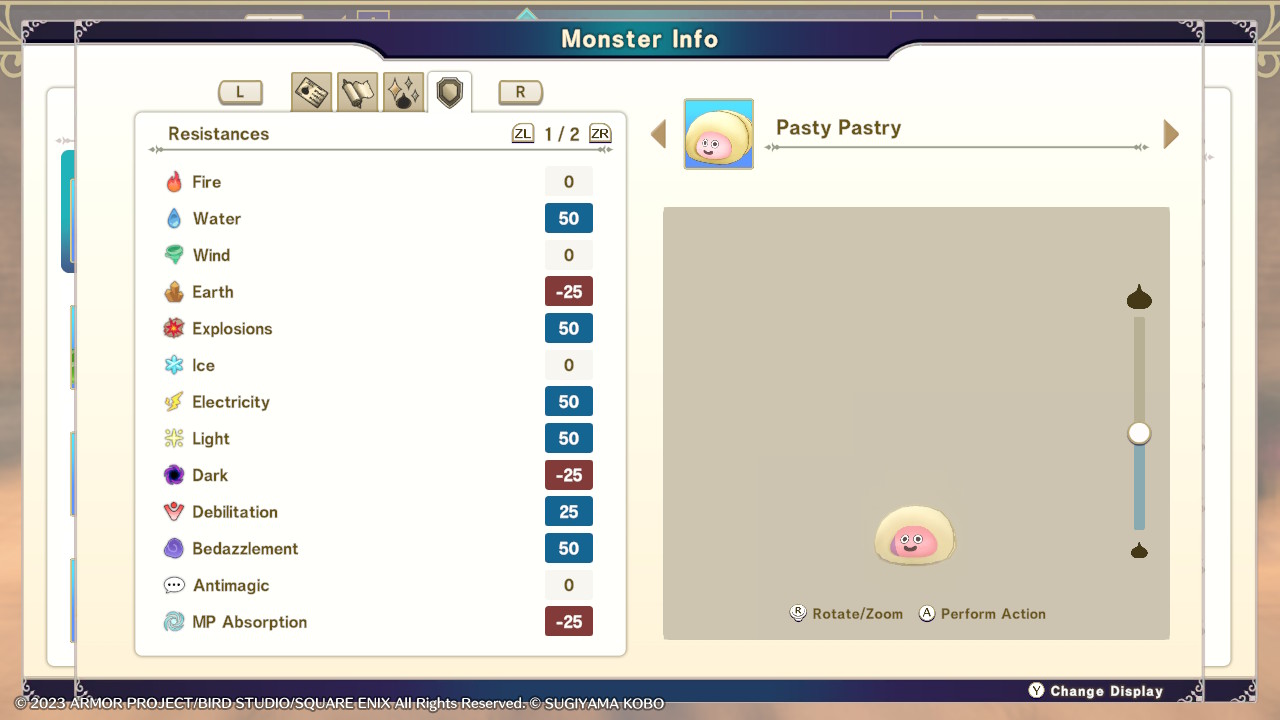 Monster Info
L
R
Resistances
ZL 1 / 2 ZR
Fire 0
Water 50
Wind 0
Earth -25
Explosions 50
Ice 0
Electricity 50
Light 50
Dark -25
Debilitation 25
Bedazzlement 50
Antimagic 0
MP Absorption -25
Pasty Pastry
R Rotate/Zoom A Perform Action
Y Change Display
© 2023 ARMOR PROJECT/BIRD STUDIO/SQUARE ENIX All Rights Reserved. © SUGIYAMA KOBO